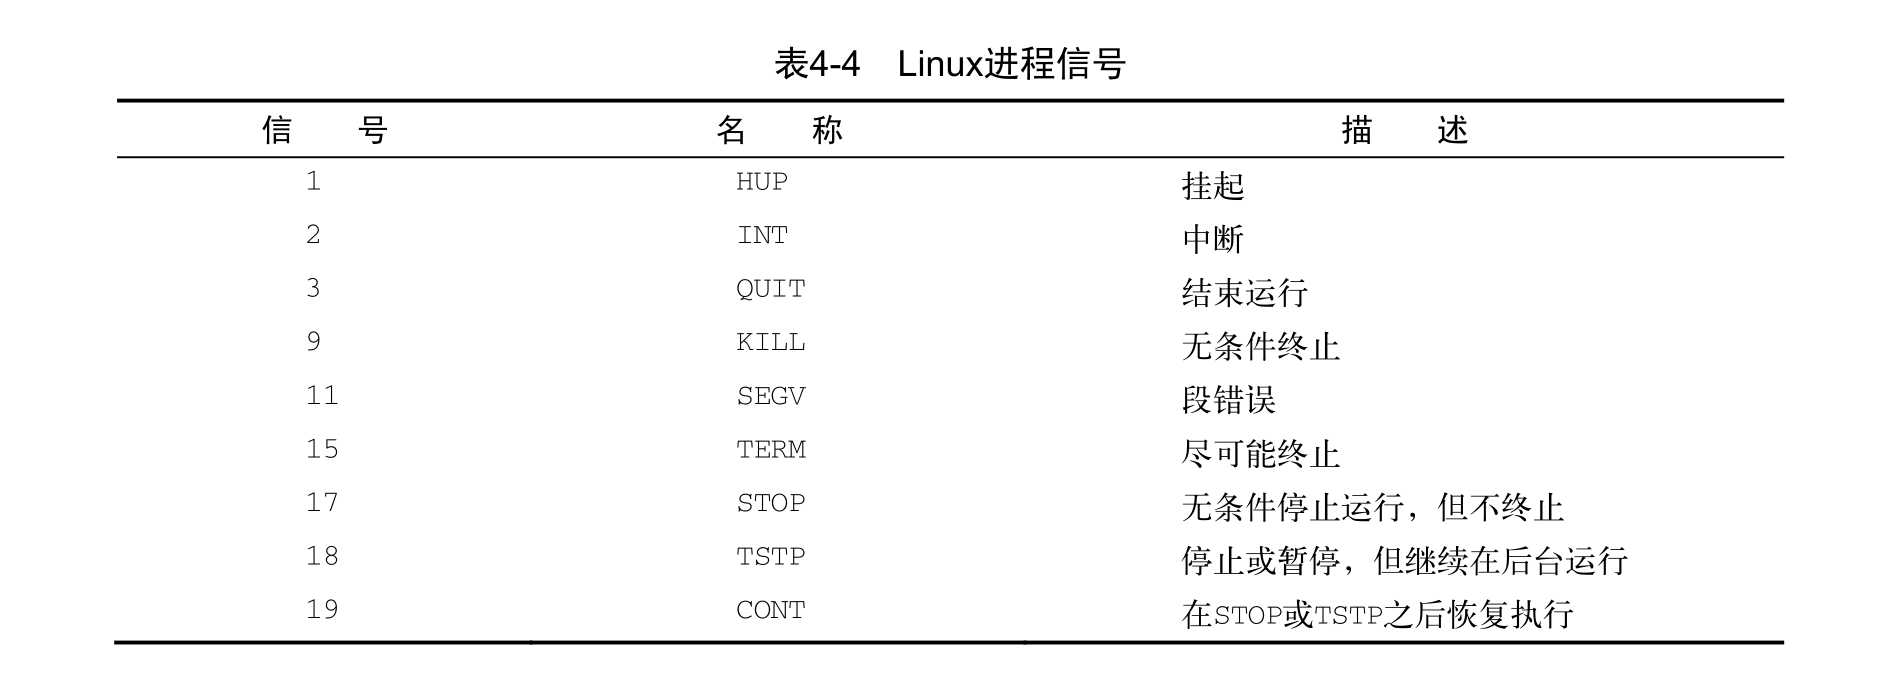 表4-4 Linux进程信号
信 号 名 称 描 述
1 HUP 挂起
2 INT 中断
3 QUIT 结束运行
9 KILL 无条件终止
11 SEGV 段错误
15 TERM 尽可能终止
17 STOP 无条件停止运行，但不终止
18 TSTP 停止或暂停，但继续在后台运行
19 CONT 在STOP或TSTP之后恢复执行